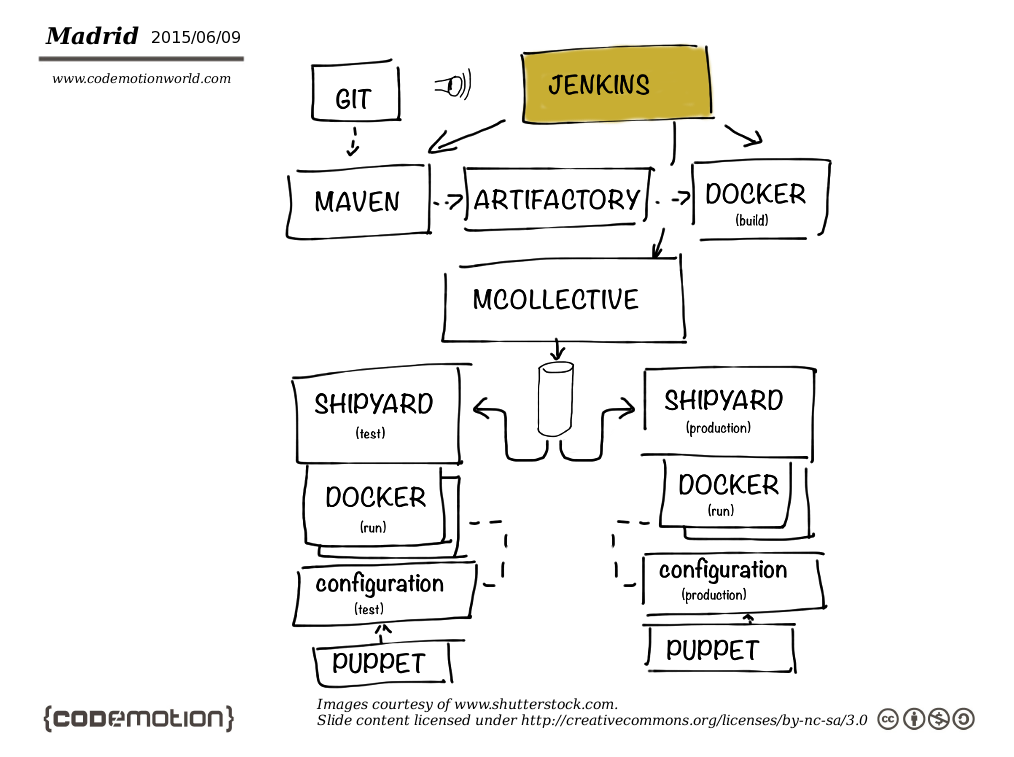 Madrid 2015/06/09
www.codemotionworld.com
GIT
JENKINS
MAVEN
ARTIFACTORY
DOCKER
(build)
MCOLLECTIVE
SHIPYARD
(test)
SHIPYARD
(production)
DOCKER
(run)
DOCKER
(run)
configuration
(test)
configuration
(production)
PUPPET
PUPPET
{CODEMOTION}
Images courtesy of www.shutterstock.com.
Slide content licensed under http://creativecommons.org/licenses/by-nc-sa/3.0
cc